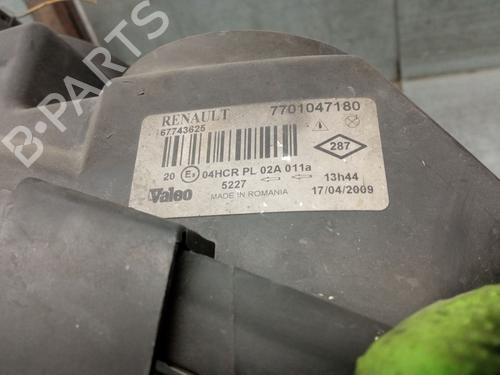 B-PARTS
RENAULT 7701047180
67743625
287
20 E2 04HCR PL 02A 011a
5227 13h44
Valeo MADE IN ROMANIA 17/04/2009